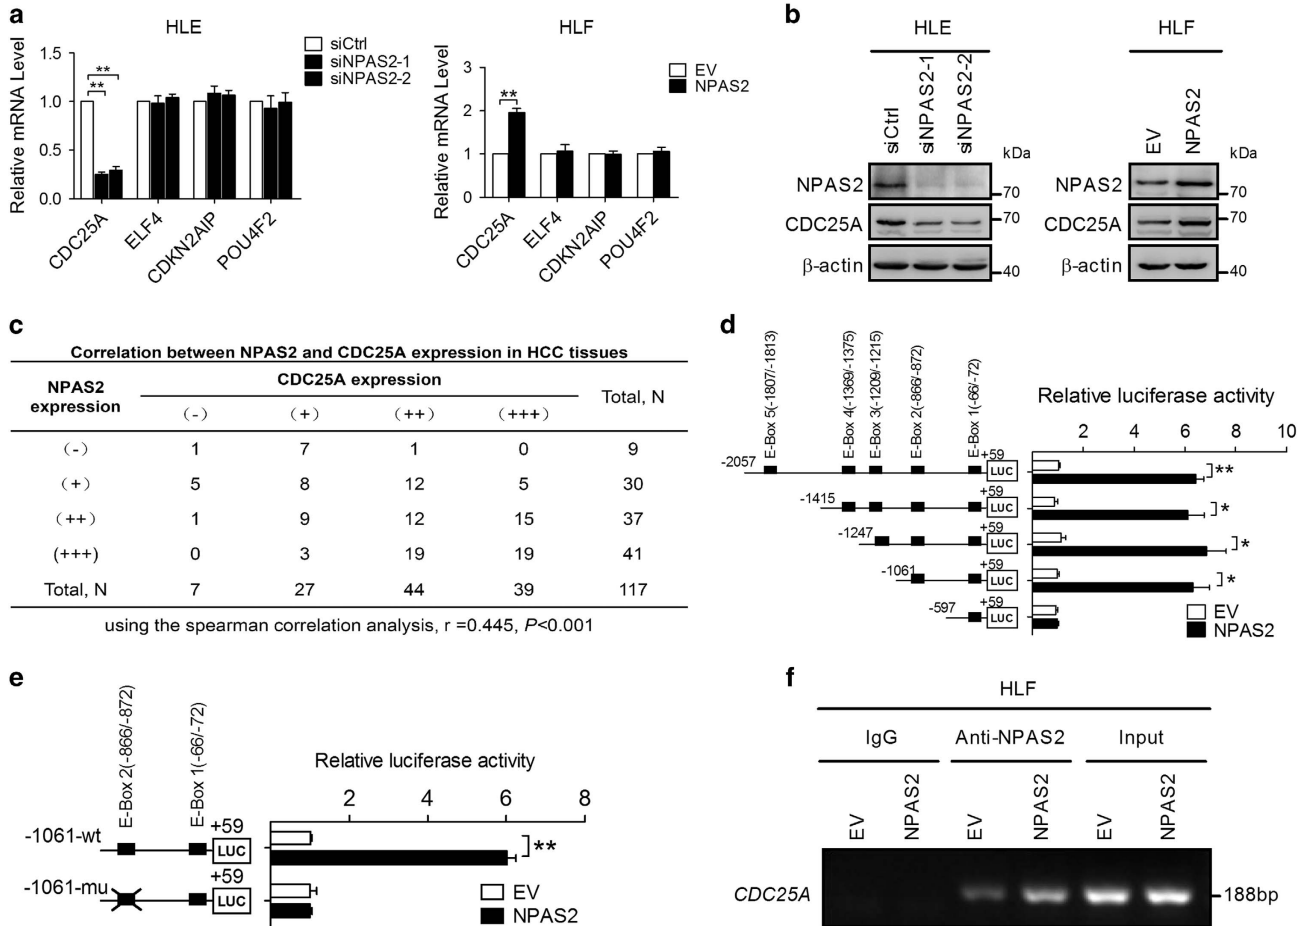 a
HLE
Relative mRNA Level
1.5
1.0
0.5
0.0
** 
**
siCtrl
siNPAS2-1
siNPAS2-2
CDC25A
ELF4
CDKN2AIP
POU4F2
HLF
Relative mRNA Level
3
2
1
0
**
EV
NPAS2
CDC25A
ELF4
CDKN2AIP
POU4F2
b
HLE
HLF
siCtrl
siNPAS2-1
siNPAS2-2
kDa
EV
NPAS2
kDa
NPAS2
70
NPAS2
70
CDC25A
70
CDC25A
70
β-actin
40
β-actin
40
c
Correlation between NPAS2 and CDC25A expression in HCC tissues
NPAS2 expression
CDC25A expression
Total, N
(-) (+) (++) (+++)
(-) 1 7 1 0 9
(+) 5 8 12 5 30
(++) 1 9 12 15 37
(+++) 0 3 19 19 41
Total, N 7 27 44 39 117
using the spearman correlation analysis, r =0.445, P<0.001
d
E-Box 5(-1807/-1813)
E-Box 4(-1369/-1375)
E-Box 3(-1209/-1215)
E-Box 2(-866/-872)
E-Box 1(-66/-72)
Relative luciferase activity
2 4 6 8 10
-2057 +59 LUC **
-1415 +59 LUC *
-1247 +59 LUC *
-1061 +59 LUC *
-597 +59 LUC
EV
NPAS2
e
E-Box 2(-866/-872)
E-Box 1(-66/-72)
Relative luciferase activity
2 4 6 8
-1061-wt +59 LUC **
-1061-mu +59 LUC
EV
NPAS2
f
HLF
IgG Anti-NPAS2 Input
EV NPAS2 EV NPAS2 EV NPAS2
CDC25A 188bp